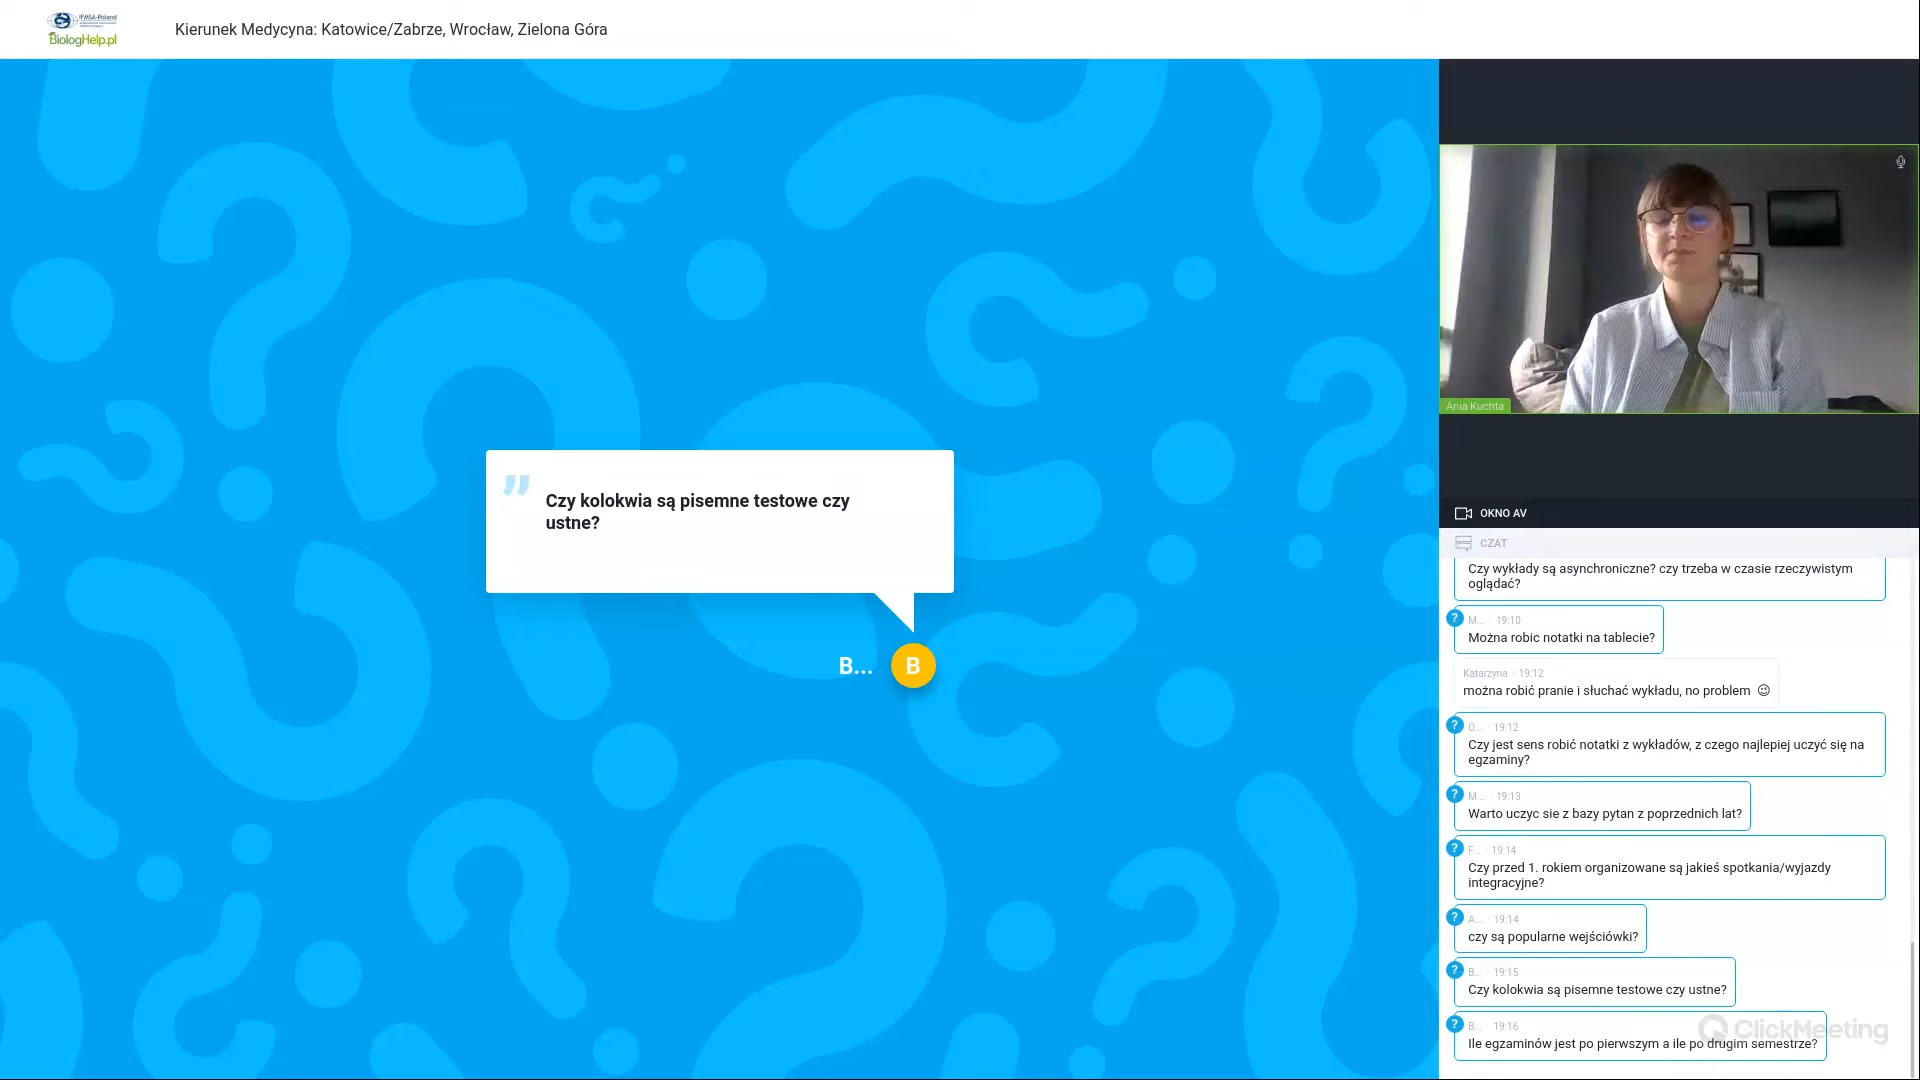 IFMSA-Poland
BiologHelp.pl
Kierunek Medycyna: Katowice/Zabrze, Wrocław, Zielona Góra
Czy kolokwia są pisemne testowe czy
ustne?
B...
B
Ania Kuchta
OKNO AV
CZAT
Czy wykłady są asynchroniczne? czy trzeba w czasie rzeczywistym
oglądać?
? M... 19:10
Można robic notatki na tablecie?
Katarzyna 19:12
można robić pranie i słuchać wykładu, no problem
? O... 19:12
Czy jest sens robić notatki z wykładów, z czego najlepiej uczyć się na
egzaminy?
? M... 19:13
Warto uczyc sie z bazy pytan z poprzednich lat?
? F... 19:14
Czy przed 1. rokiem organizowane są jakieś spotkania/wyjazdy
integracyjne?
? A... 19:14
czy są popularne wejściówki?
? B... 19:15
Czy kolokwia są pisemne testowe czy ustne?
? B... 19:16
Ile egzaminów jest po pierwszym a ile po drugim semestrze?
ClickMeeting